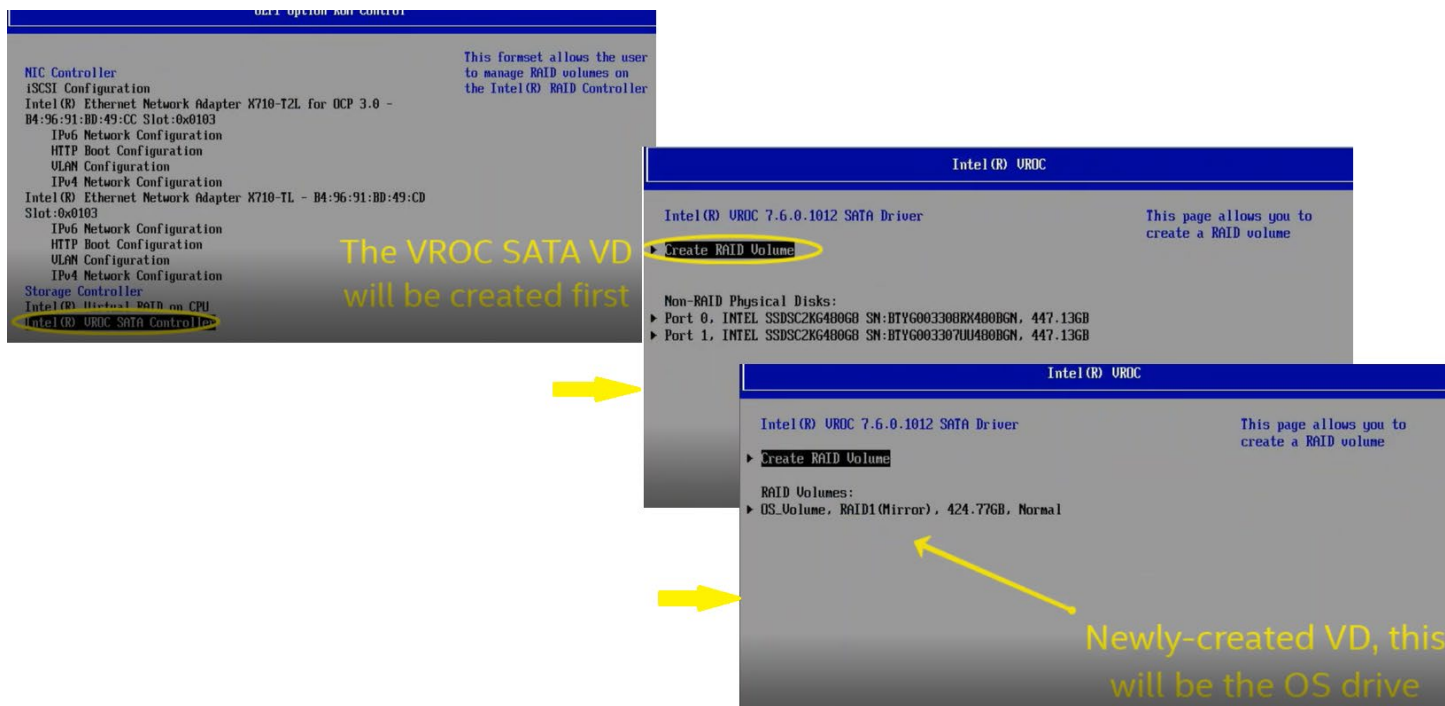 UEFI Option ROM Control
This formset allows the user
to manage RAID volumes on
the Intel(R) RAID Controller
NIC Controller
iSCSI Configuration
Intel(R) Ethernet Network Adapter X710-T2L for OCP 3.0 -
B4:96:91:BD:49:CC Slot:0x0103
IPv6 Network Configuration
HTTP Boot Configuration
VLAN Configuration
IPv4 Network Configuration
Intel(R) Ethernet Network Adapter X710-TL - B4:96:91:BD:49:CD
Slot:0x0103
IPv6 Network Configuration
HTTP Boot Configuration
VLAN Configuration
IPv4 Network Configuration
Storage Controller
Intel(R) Virtual RAID on CPU
Intel(R) VROC SATA Controller
The VROC SATA VD
will be created first
Intel(R) VROC
Intel(R) VROC 7.6.0.1012 SATA Driver
This page allows you to
create a RAID volume
Create RAID Volume
Non-RAID Physical Disks:
Port 0, INTEL SSDSC2KG480G8 SN:BTYG003308RX480BGN, 447.13GB
Port 1, INTEL SSDSC2KG480G8 SN:BTYG003307UU480BGN, 447.13GB
Intel(R) VROC
Intel(R) VROC 7.6.0.1012 SATA Driver
This page allows you to
create a RAID volume
Create RAID Volume
RAID Volumes:
OS_Volume, RAID1(Mirror), 424.77GB, Normal
Newly-created VD, this
will be the OS drive